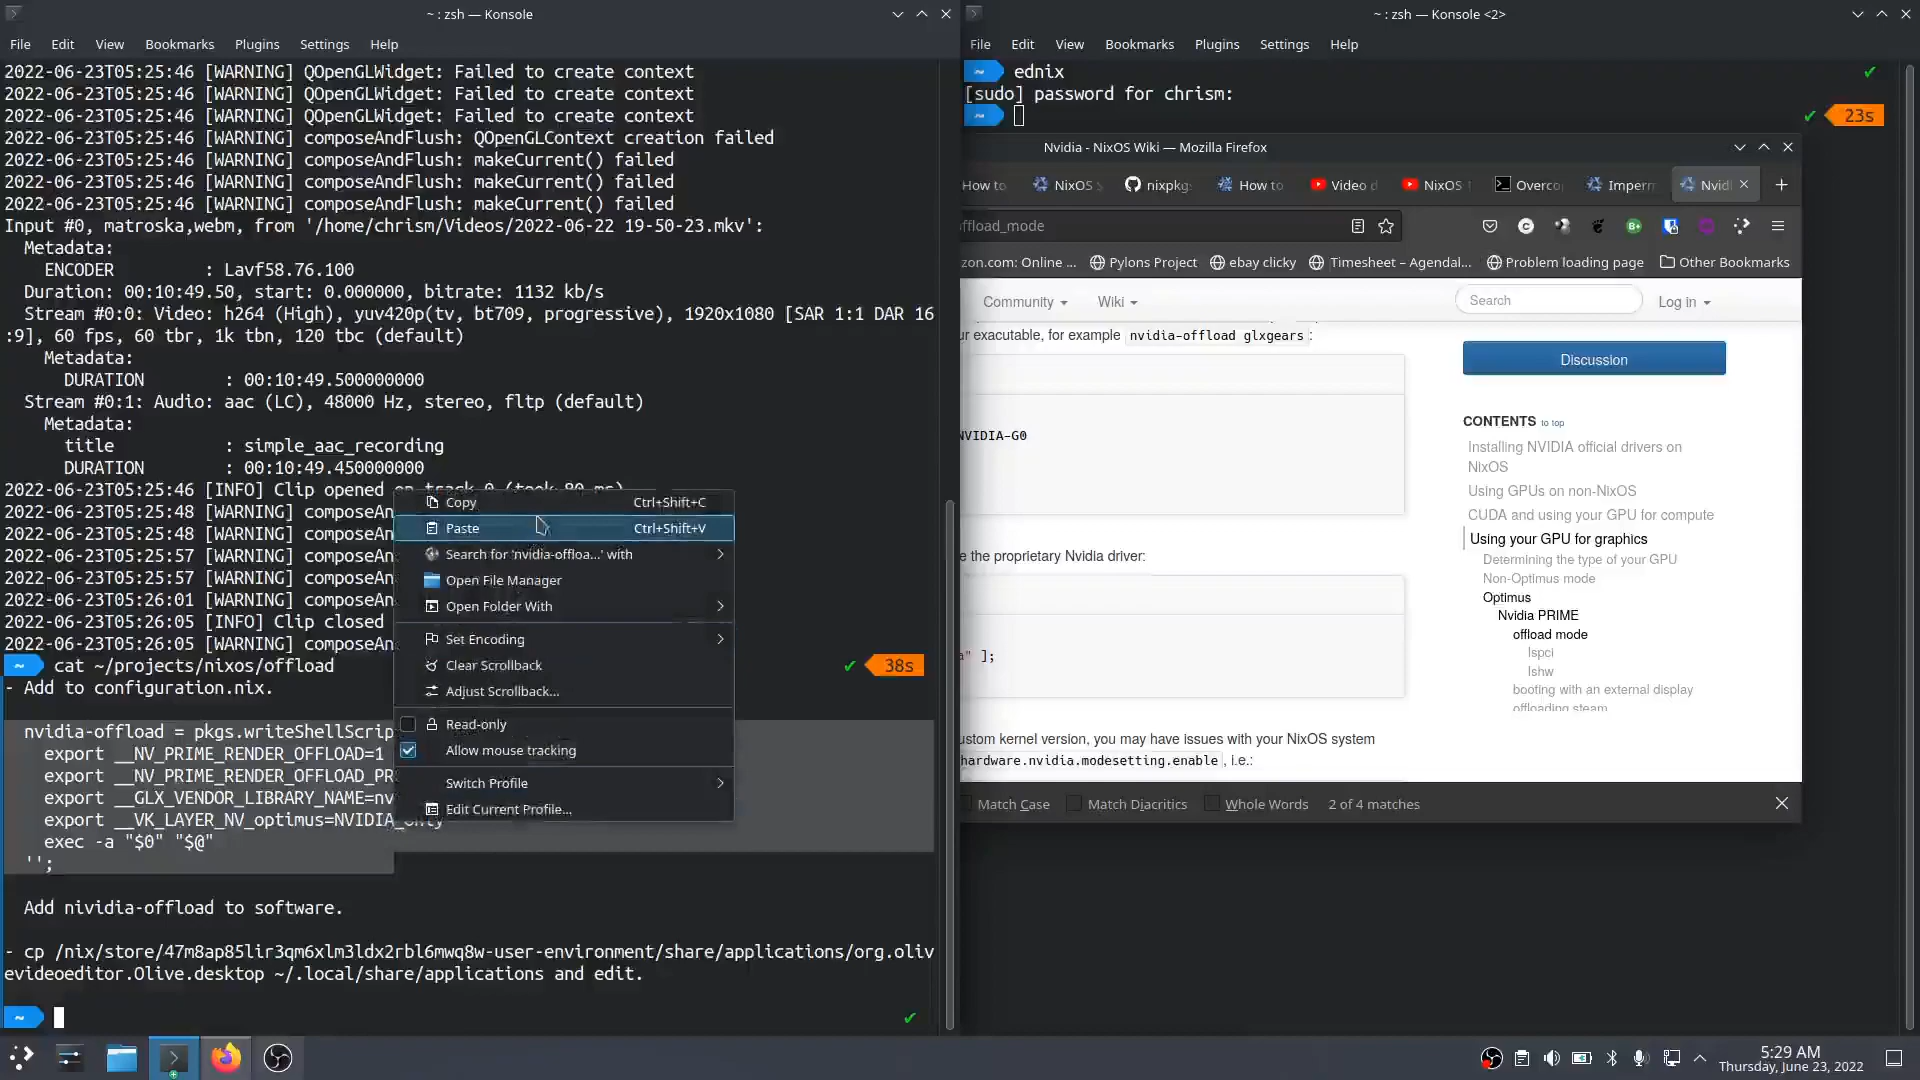 ~ : zsh — Konsole
File Edit View Bookmarks Plugins Settings Help
2022-06-23T05:25:46 [WARNING] QOpenGLWidget: Failed to create context
2022-06-23T05:25:46 [WARNING] QOpenGLWidget: Failed to create context
2022-06-23T05:25:46 [WARNING] QOpenGLWidget: Failed to create context
2022-06-23T05:25:46 [WARNING] composeAndFlush: QOpenGLContext creation failed
2022-06-23T05:25:46 [WARNING] composeAndFlush: makeCurrent() failed
2022-06-23T05:25:46 [WARNING] composeAndFlush: makeCurrent() failed
2022-06-23T05:25:46 [WARNING] composeAndFlush: makeCurrent() failed
Input #0, matroska,webm, from '/home/chrism/Videos/2022-06-22 19-50-23.mkv':
Metadata:
ENCODER : Lavf58.76.100
Duration: 00:10:49.50, start: 0.000000, bitrate: 1132 kb/s
Stream #0:0: Video: h264 (High), yuv420p(tv, bt709, progressive), 1920x1080 [SAR 1:1 DAR 16
:9], 60 fps, 60 tbr, 1k tbn, 120 tbc (default)
Metadata:
DURATION : 00:10:49.500000000
Stream #0:1: Audio: aac (LC), 48000 Hz, stereo, fltp (default)
Metadata:
title : simple_aac_recording
DURATION : 00:10:49.450000000
2022-06-23T05:25:46 [INFO] Clip opened on track 0 (took 80 ms)
2022-06-23T05:25:48 [WARNING] composeAn
2022-06-23T05:25:48 [WARNING] composeAn
2022-06-23T05:25:57 [WARNING] composeAn
2022-06-23T05:25:57 [WARNING] composeAn
2022-06-23T05:26:01 [WARNING] composeAn
2022-06-23T05:26:05 [INFO] Clip closed
2022-06-23T05:26:05 [WARNING] composeAn
~ cat ~/projects/nixos/offload ✔ 38s
- Add to configuration.nix.
nvidia-offload = pkgs.writeShellScrip
export __NV_PRIME_RENDER_OFFLOAD=1
export __NV_PRIME_RENDER_OFFLOAD_PR
export __GLX_VENDOR_LIBRARY_NAME=nv
export __VK_LAYER_NV_optimus=NVIDIA_only
exec -a "$0" "$@"
'';
Add nividia-offload to software.
- cp /nix/store/47m8ap85lir3qm6xlm3ldx2rbl6mwq8w-user-environment/share/applications/org.oliv
evideoeditor.Olive.desktop ~/.local/share/applications and edit.
~ ✔
Copy Ctrl+Shift+C
Paste Ctrl+Shift+V
Search for 'nvidia-offloa...' with
Open File Manager
Open Folder With
Set Encoding
Clear Scrollback
Adjust Scrollback...
Read-only
Allow mouse tracking
Switch Profile
Edit Current Profile...
~ : zsh — Konsole <2>
File Edit View Bookmarks Plugins Settings Help
~ ednix ✔
[sudo] password for chrism:
~ ✔ 23s
Nvidia - NixOS Wiki — Mozilla Firefox
How to NixOS nixpkg How to Video d NixOS Overco Imperm Nvidi
ffload_mode
zon.com: Online ... Pylons Project ebay clicky Timesheet – Agendal... Problem loading page Other Bookmarks
Community Wiki Search Log in
ur exacutable, for example nvidia-offload glxgears :
NVIDIA-G0
e the proprietary Nvidia driver:
" ];
ustom kernel version, you may have issues with your NixOS system
hardware.nvidia.modesetting.enable , i.e.:
Discussion
CONTENTS to top
Installing NVIDIA official drivers on
NixOS
Using GPUs on non-NixOS
CUDA and using your GPU for compute
Using your GPU for graphics
Determining the type of your GPU
Non-Optimus mode
Optimus
Nvidia PRIME
offload mode
lspci
lshw
booting with an external display
offloading steam
Match Case Match Diacritics Whole Words 2 of 4 matches
5:29 AM
Thursday, June 23, 2022